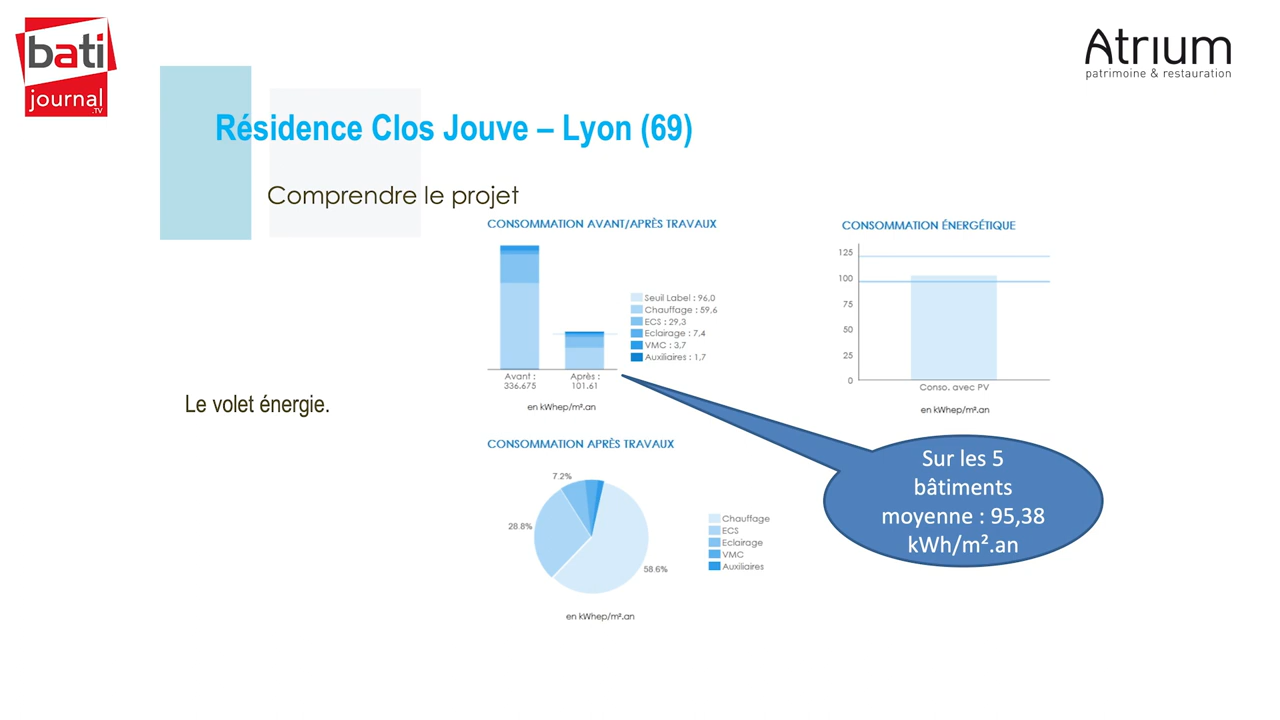 bati
journal
.TV
Atrium
patrimoine & restauration
Résidence Clos Jouve – Lyon (69)
Comprendre le projet
CONSOMMATION AVANT/APRÈS TRAVAUX
Seuil Label : 96,0
Chauffage : 59,6
ECS : 29,3
Eclairage : 7,4
VMC : 3,7
Auxiliaires : 1,7
Avant :
336.675
Après :
101.61
en kWhep/m².an
CONSOMMATION ÉNERGÉTIQUE
125
100
75
50
25
0
Conso. avec PV
en kWhep/m².an
Le volet énergie.
CONSOMMATION APRÈS TRAVAUX
7.2%
28.8%
58.6%
Chauffage
ECS
Eclairage
VMC
Auxiliaires
en kWhep/m².an
Sur les 5
bâtiments
moyenne : 95,38
kWh/m².an